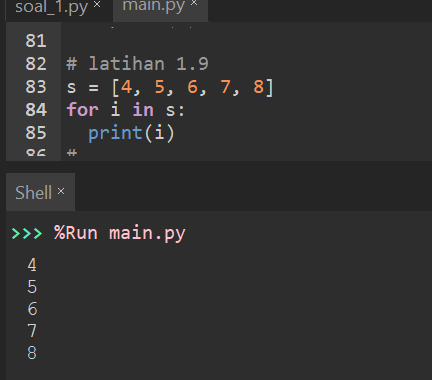 soal_1.py × main.py ×
81
82 # latihan 1.9
83 s = [4, 5, 6, 7, 8]
84 for i in s:
85   print(i)
86 #
Shell ×
>>> %Run main.py
4
5
6
7
8